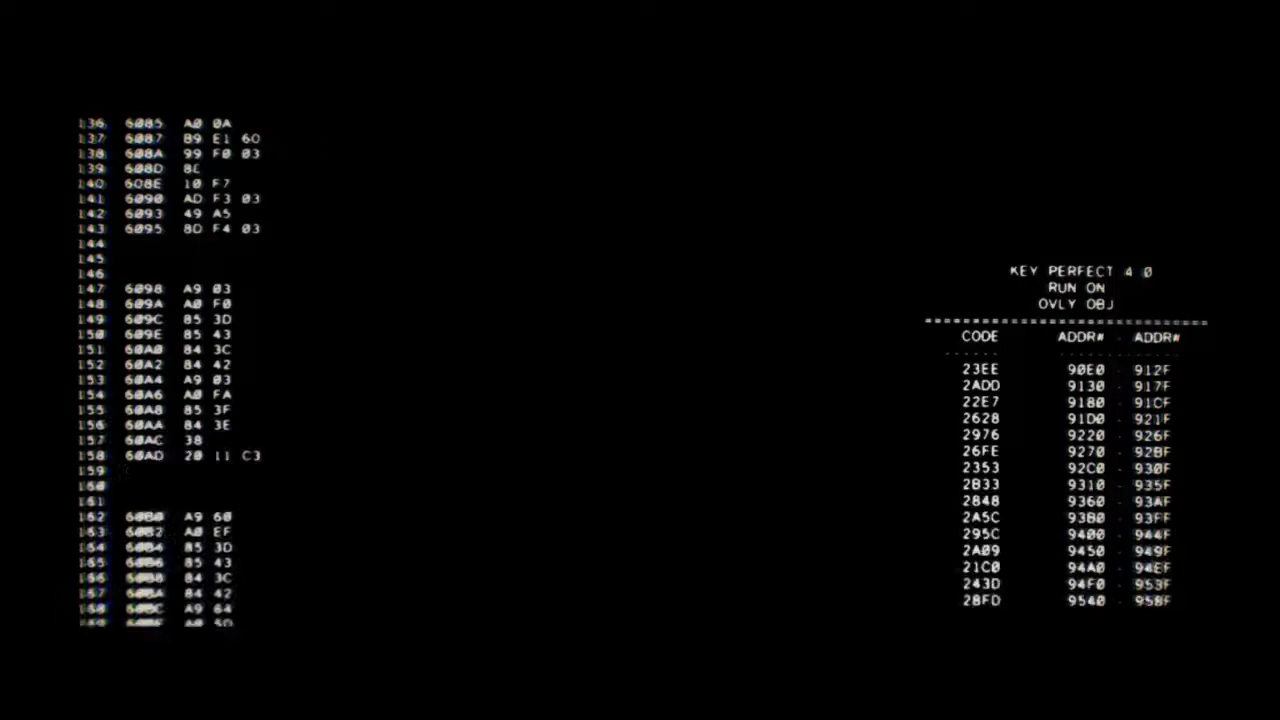 136 6085 A0 0A
137 6087 B9 E1 60
138 608A 99 F0 03
139 608D 8C
140 608E 10 F7
141 6090 AD F3 03
142 6093 49 A5
143 6095 8D F4 03
144
145
146
147 6098 A9 03
148 609A A0 F0
149 609C 85 3D
150 609E 85 43
151 60A0 84 3C
152 60A2 84 42
153 60A4 A9 03
154 60A6 A0 FA
155 60A8 85 3F
156 60AA 84 3E
157 60AC 38
158 60AD 20 11 C3
159
160
161
162 60B0 A9 60
163 60B2 A0 EF
164 60B4 85 3D
165 60B6 85 43
166 60B8 84 3C
167 60BA 84 42
168 60BC A9 64
169 60BE A0 5D
KEY PERFECT 4 0
RUN ON
OVLY OBJ
==============================
CODE ADDR# - ADDR#
23EE 90E0 - 912F
2ADD 9130 - 917F
22E7 9180 - 91CF
2628 91D0 - 921F
2976 9220 - 926F
26FE 9270 - 92BF
2353 92C0 - 930F
2B33 9310 - 935F
2848 9360 - 93AF
2A5C 93B0 - 93FF
295C 9400 - 944F
2A09 9450 - 949F
21C0 94A0 - 94EF
243D 94F0 - 953F
28FD 9540 - 958F